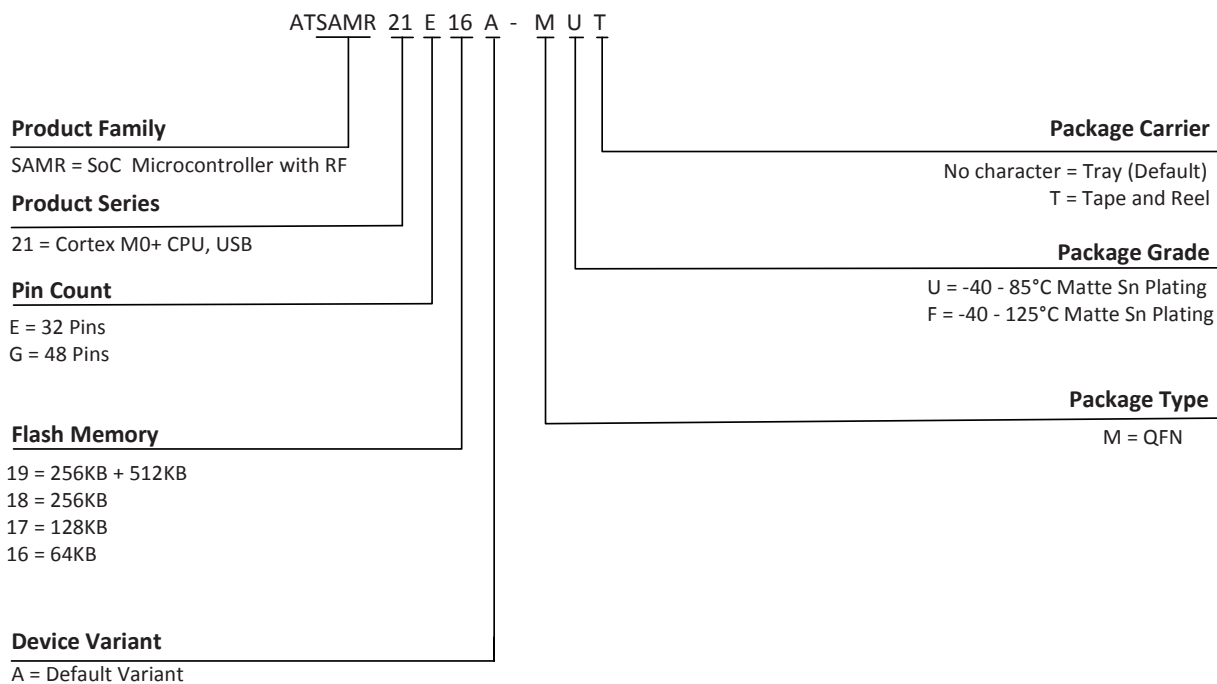 ATSAMR 21 E 16 A - M U T
Product Family
SAMR = SoC Microcontroller with RF
Product Series
21 = Cortex M0+ CPU, USB
Pin Count
E = 32 Pins
G = 48 Pins
Flash Memory
19 = 256KB + 512KB
18 = 256KB
17 = 128KB
16 = 64KB
Device Variant
A = Default Variant
Package Carrier
No character = Tray (Default)
T = Tape and Reel
Package Grade
U = -40 - 85°C Matte Sn Plating
F = -40 - 125°C Matte Sn Plating
Package Type
M = QFN